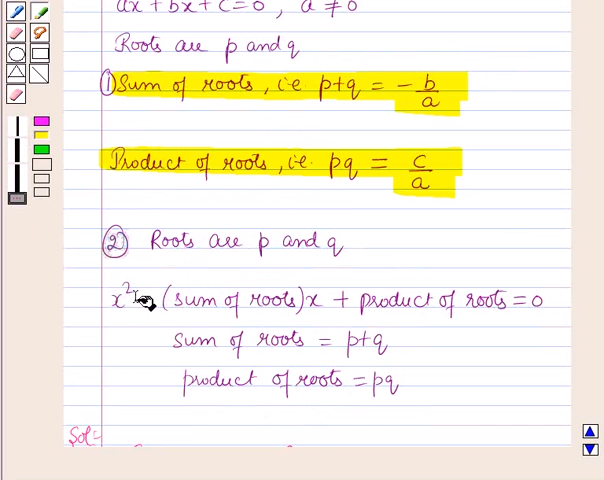 ax + bx + c = 0 , a ≠ 0
Roots are p and q
① Sum of roots, i.e. p+q = - b/a
Product of roots, i.e. pq = c/a
② Roots are p and q
x² (sum of roots)x + product of roots = 0
sum of roots = p+q
product of roots = pq
Sol:-